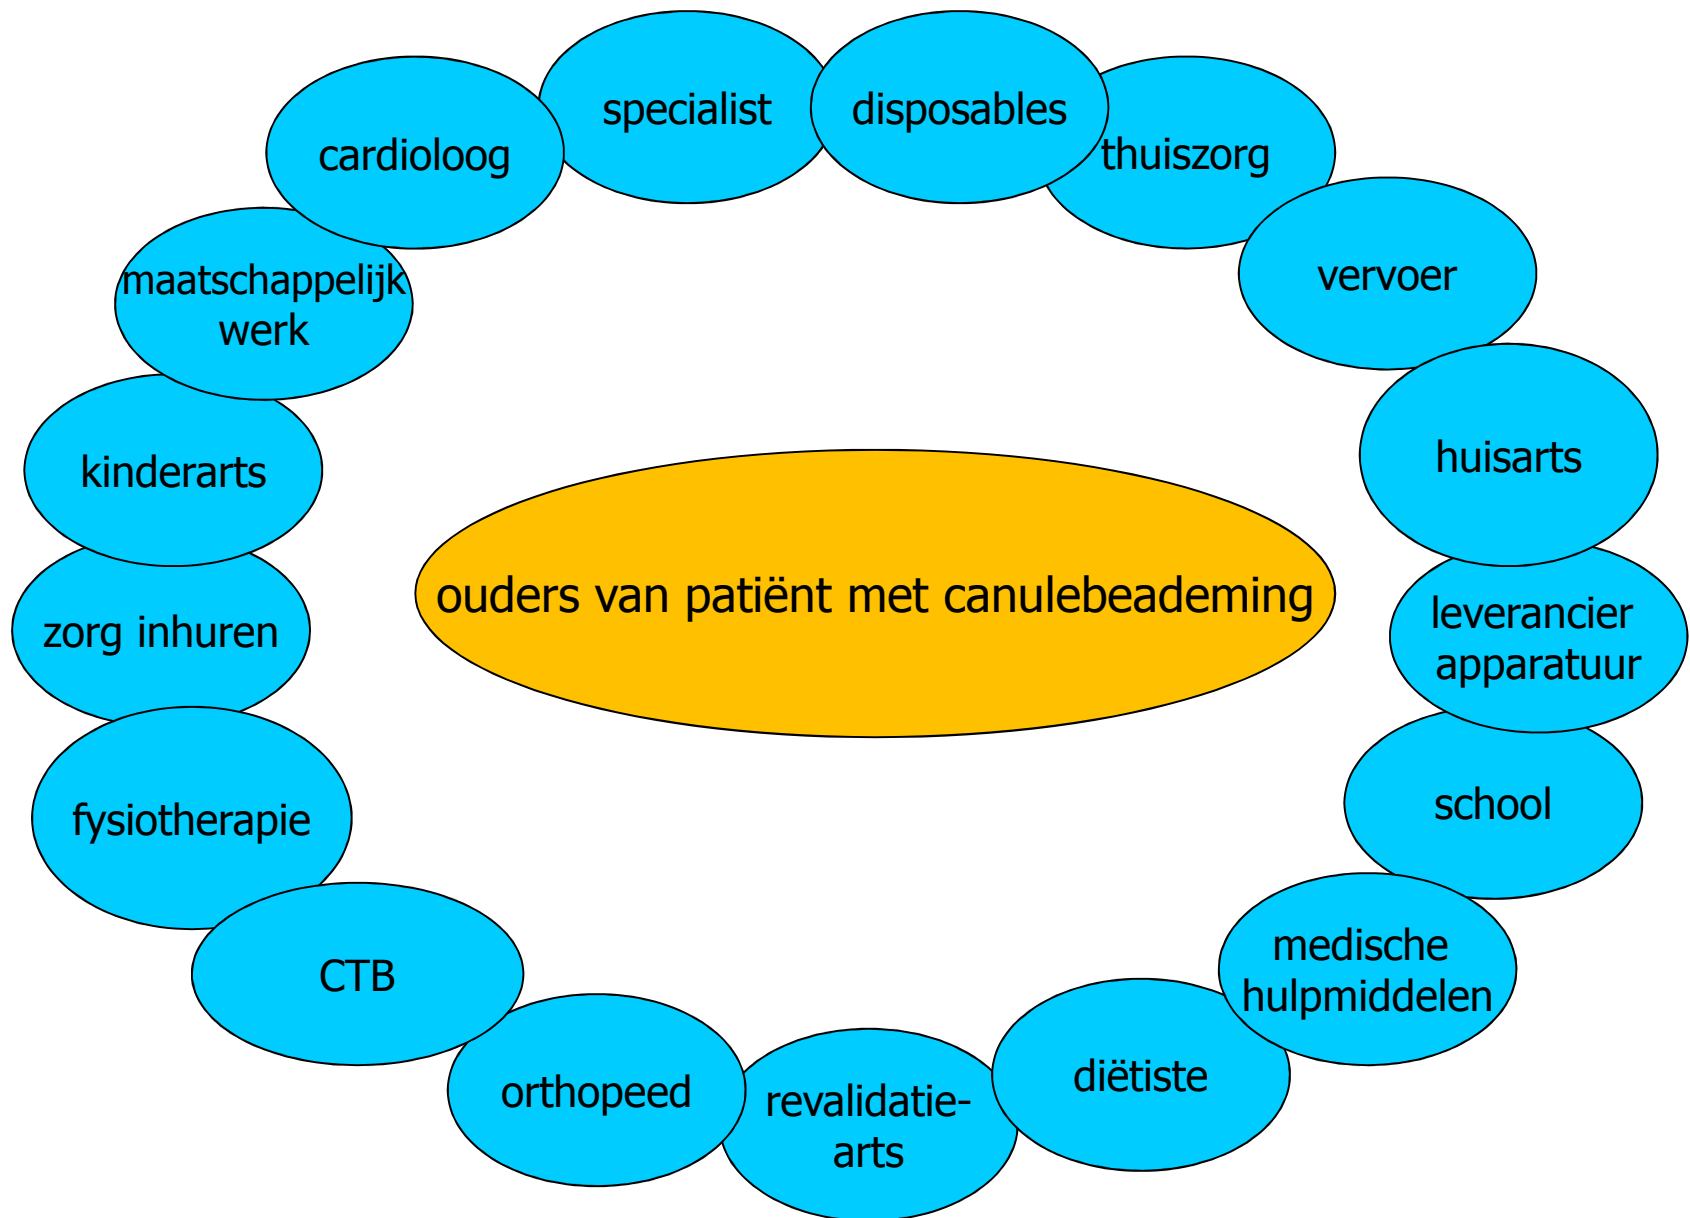 specialist
disposables
cardioloog
thuiszorg
vervoer
maatschappelijk
werk
huisarts
kinderarts
ouders van patiënt met canulebeademing
leverancier
apparatuur
zorg inhuren
school
fysiotherapie
medische
hulpmiddelen
CTB
diëtiste
orthopeed
revalidatie-
arts